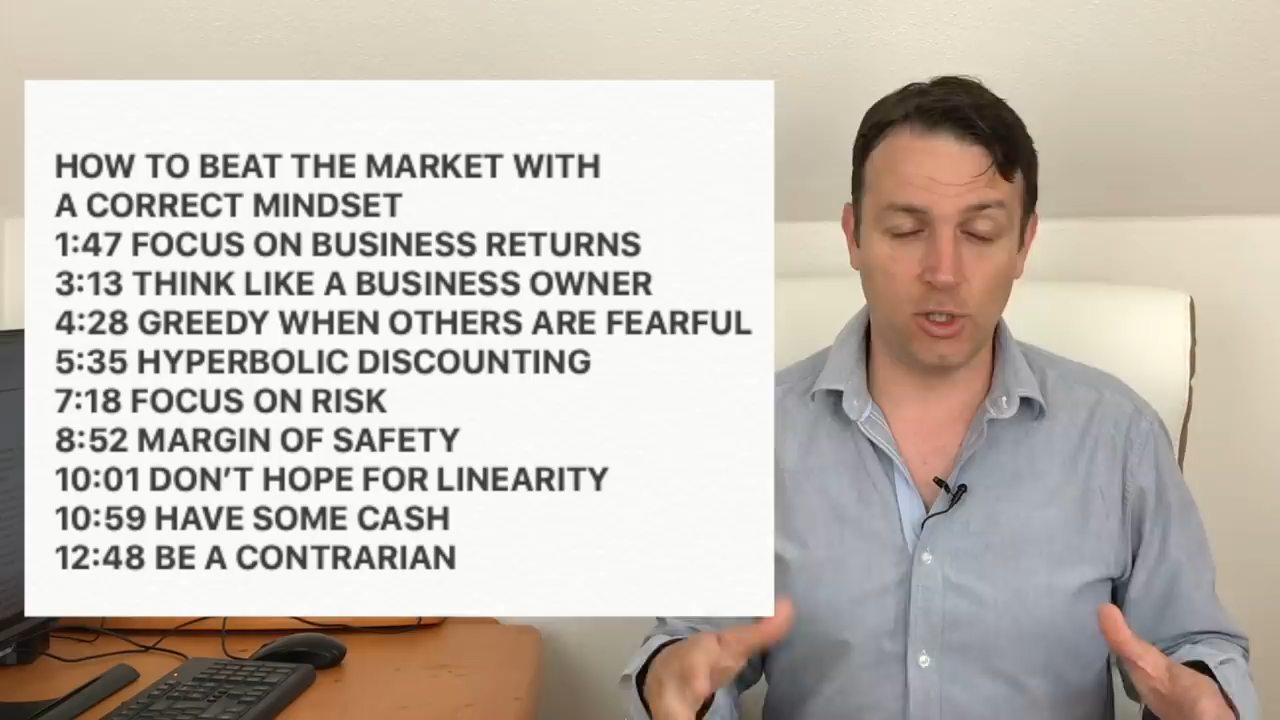 HOW TO BEAT THE MARKET WITH
A CORRECT MINDSET
1:47 FOCUS ON BUSINESS RETURNS
3:13 THINK LIKE A BUSINESS OWNER
4:28 GREEDY WHEN OTHERS ARE FEARFUL
5:35 HYPERBOLIC DISCOUNTING
7:18 FOCUS ON RISK
8:52 MARGIN OF SAFETY
10:01 DON’T HOPE FOR LINEARITY
10:59 HAVE SOME CASH
12:48 BE A CONTRARIAN